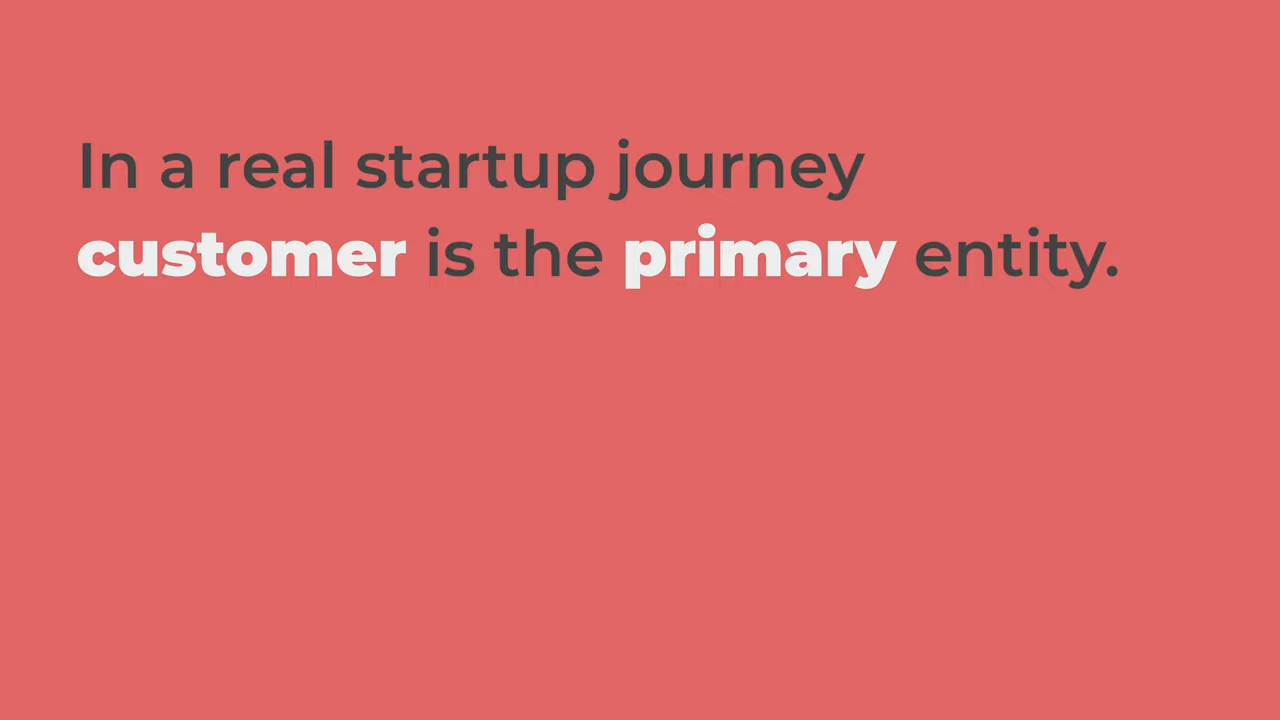 In a real startup journey
customer is the primary entity.